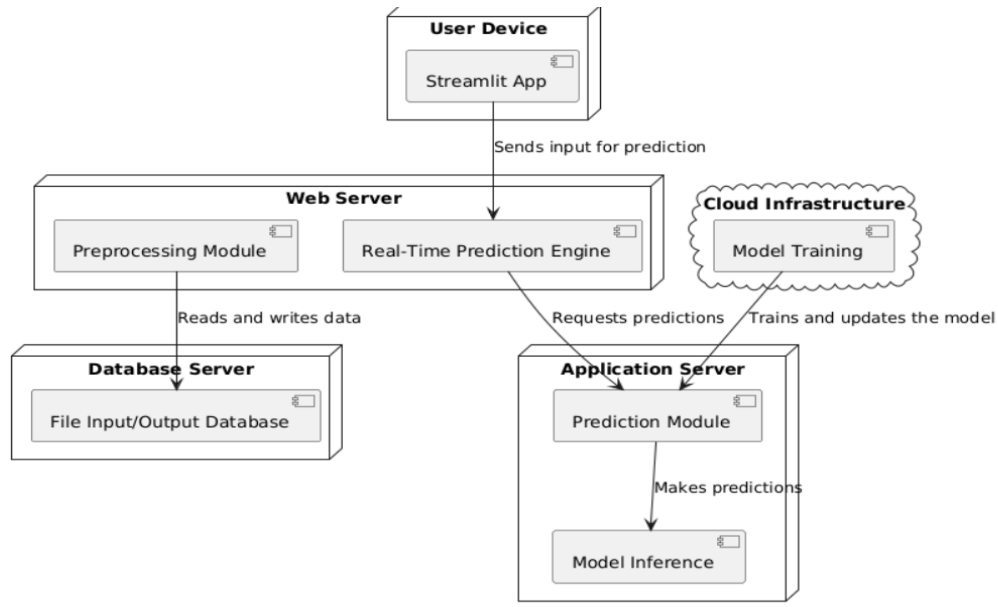 User Device
Streamlit App
Sends input for prediction
Web Server
Preprocessing Module
Real-Time Prediction Engine
Cloud Infrastructure
Model Training
Reads and writes data
Requests predictions
Trains and updates the model
Database Server
File Input/Output Database
Application Server
Prediction Module
Makes predictions
Model Inference